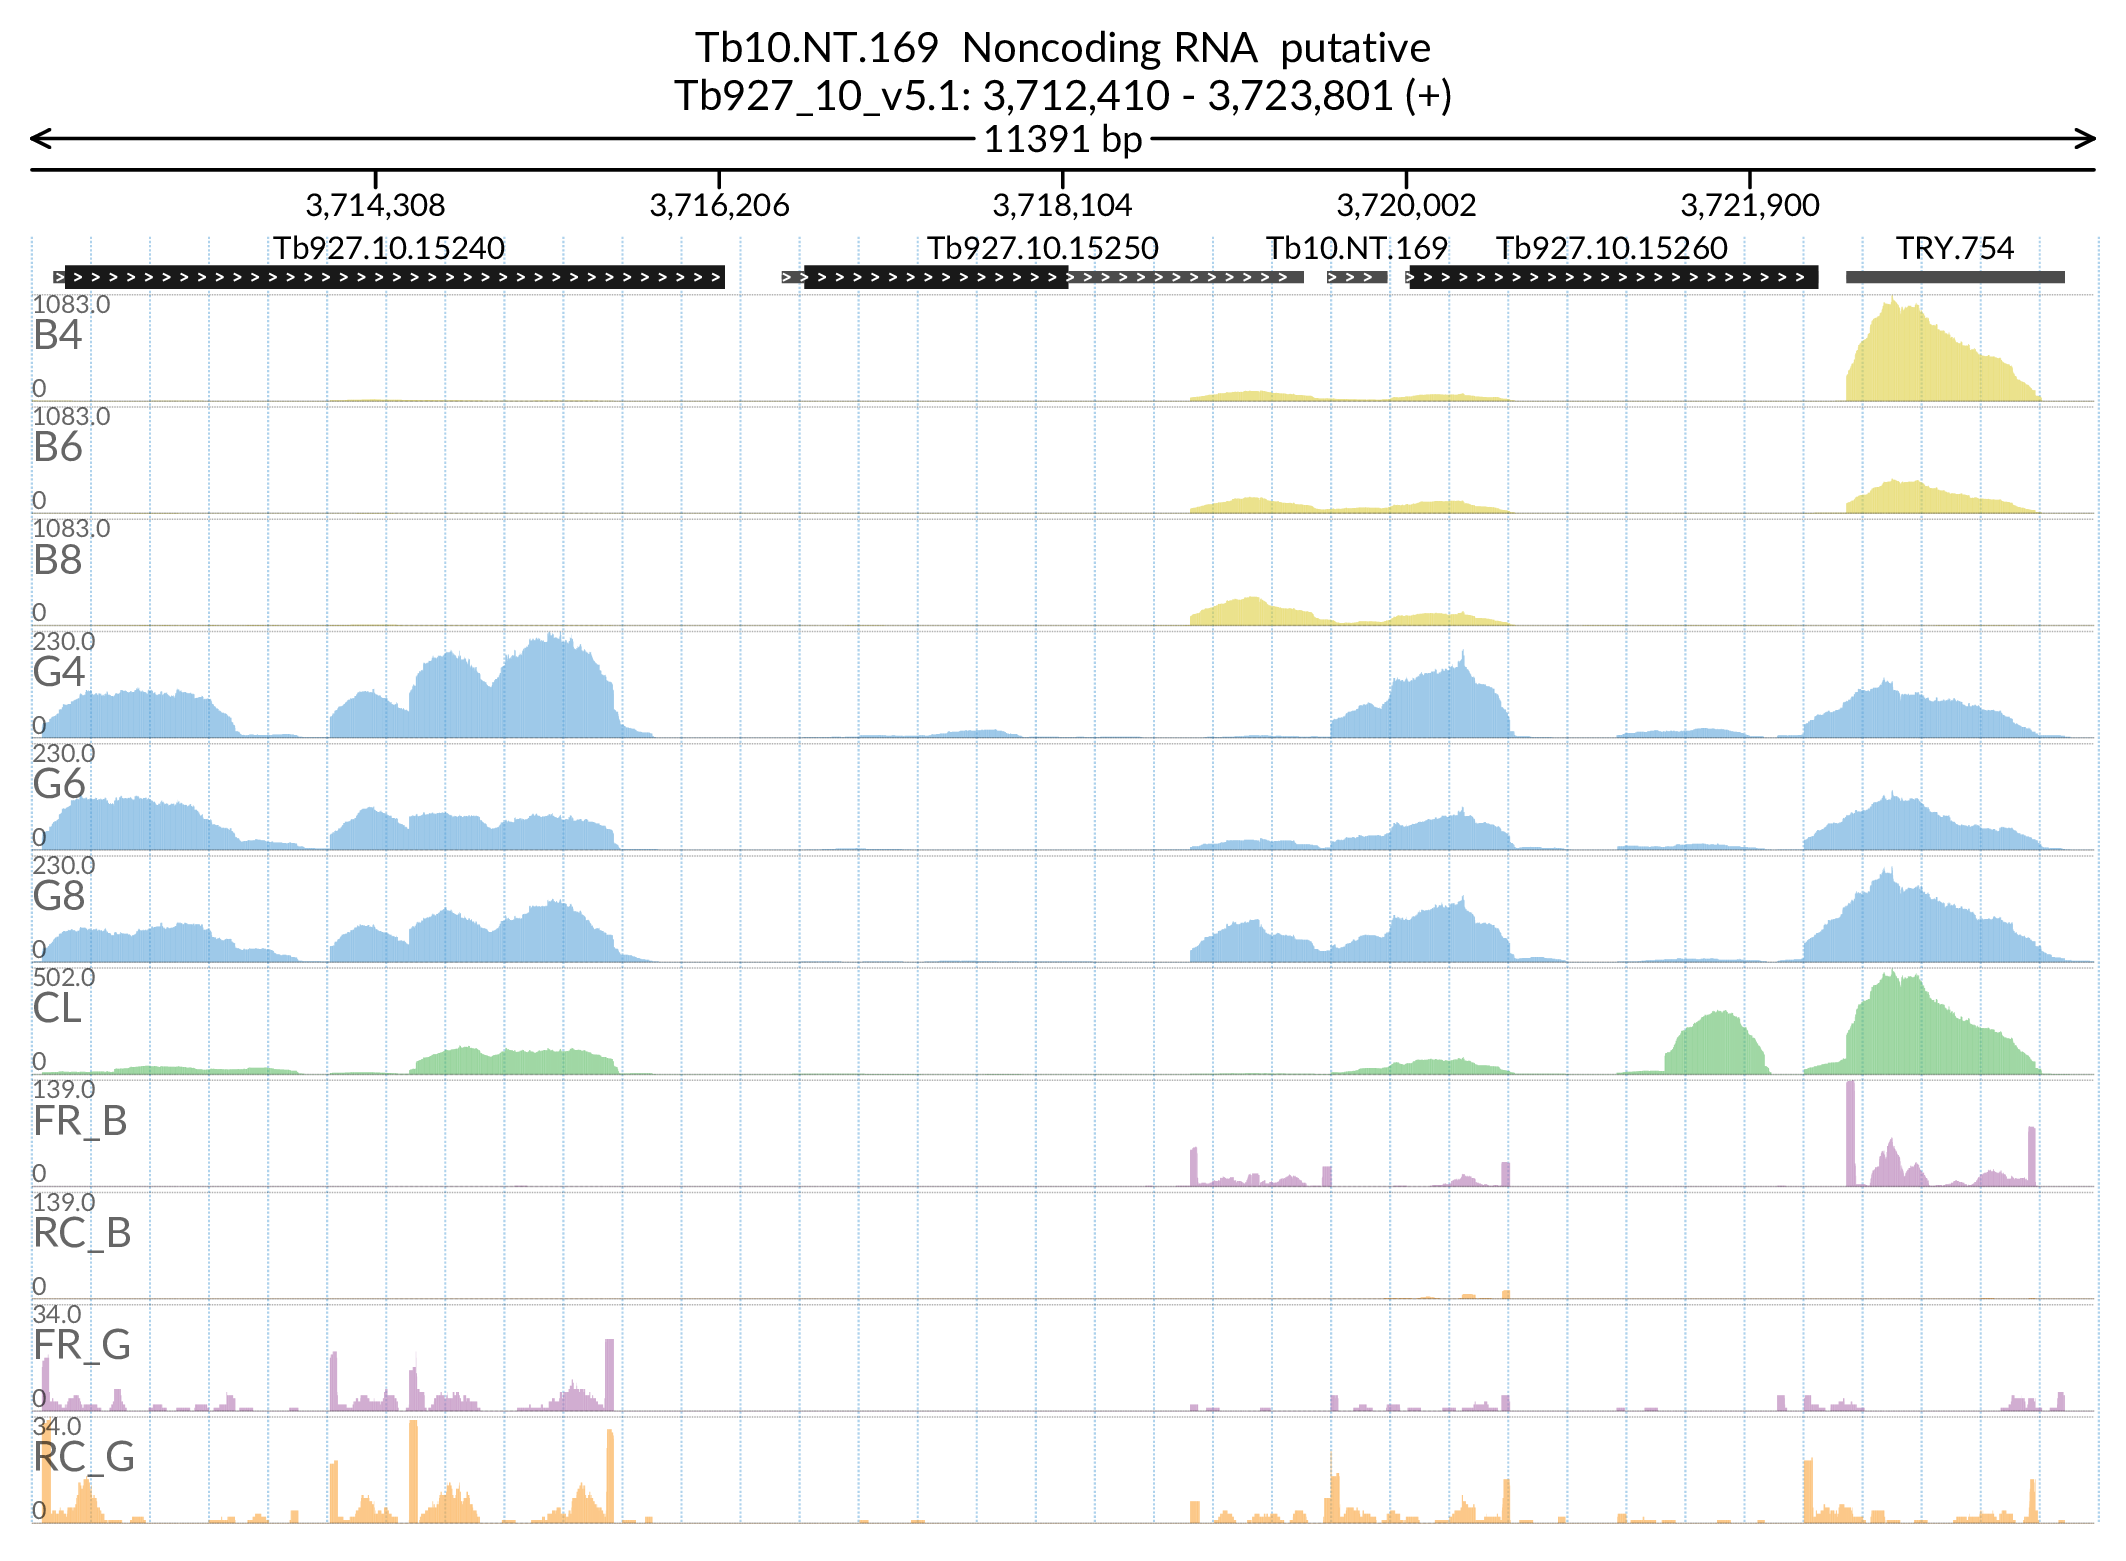 Tb10.NT.169  Noncoding RNA  putative
Tb927_10_v5.1: 3,712,410 - 3,723,801 (+)
11391 bp
3,714,308 3,716,206 3,718,104 3,720,002 3,721,900
Tb927.10.15240 Tb927.10.15250 Tb10.NT.169 Tb927.10.15260 TRY.754
1083.0
B4
0
1083.0
B6
0
1083.0
B8
0
230.0
G4
0
230.0
G6
0
230.0
G8
0
502.0
CL
0
139.0
FR_B
0
139.0
RC_B
0
34.0
FR_G
0
34.0
RC_G
0